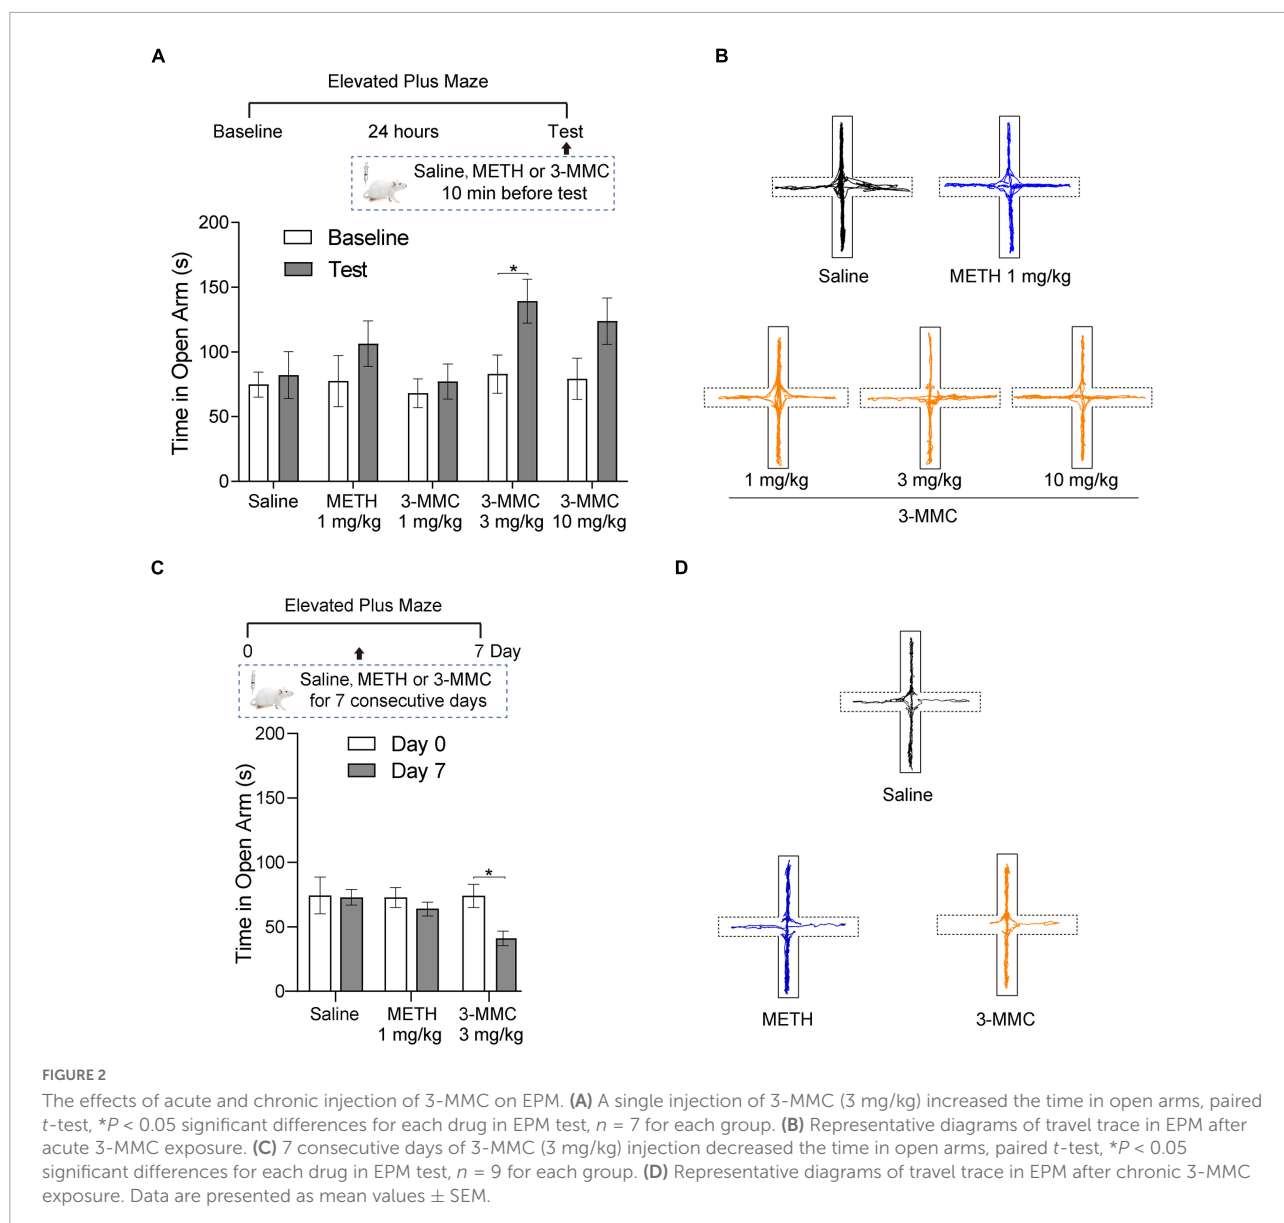 A
Elevated Plus Maze
Baseline 24 hours Test
Saline, METH or 3-MMC
10 min before test
Time in Open Arm (s)
200
150
100
50
0
Baseline
Test
*
Saline METH 3-MMC 3-MMC 3-MMC
1 mg/kg 1 mg/kg 3 mg/kg 10 mg/kg
B
Saline METH 1 mg/kg
1 mg/kg 3 mg/kg 10 mg/kg
3-MMC
C
Elevated Plus Maze
0 7 Day
Saline, METH or 3-MMC
for 7 consecutive days
Time in Open Arm (s)
200
150
100
50
0
Day 0
Day 7
*
Saline METH 3-MMC
1 mg/kg 3 mg/kg
D
Saline
METH 3-MMC
FIGURE 2
The effects of acute and chronic injection of 3-MMC on EPM. (A) A single injection of 3-MMC (3 mg/kg) increased the time in open arms, paired
t-test, *P < 0.05 significant differences for each drug in EPM test, n = 7 for each group. (B) Representative diagrams of travel trace in EPM after
acute 3-MMC exposure. (C) 7 consecutive days of 3-MMC (3 mg/kg) injection decreased the time in open arms, paired t-test, *P < 0.05
significant differences for each drug in EPM test, n = 9 for each group. (D) Representative diagrams of travel trace in EPM after chronic 3-MMC
exposure. Data are presented as mean values ± SEM.